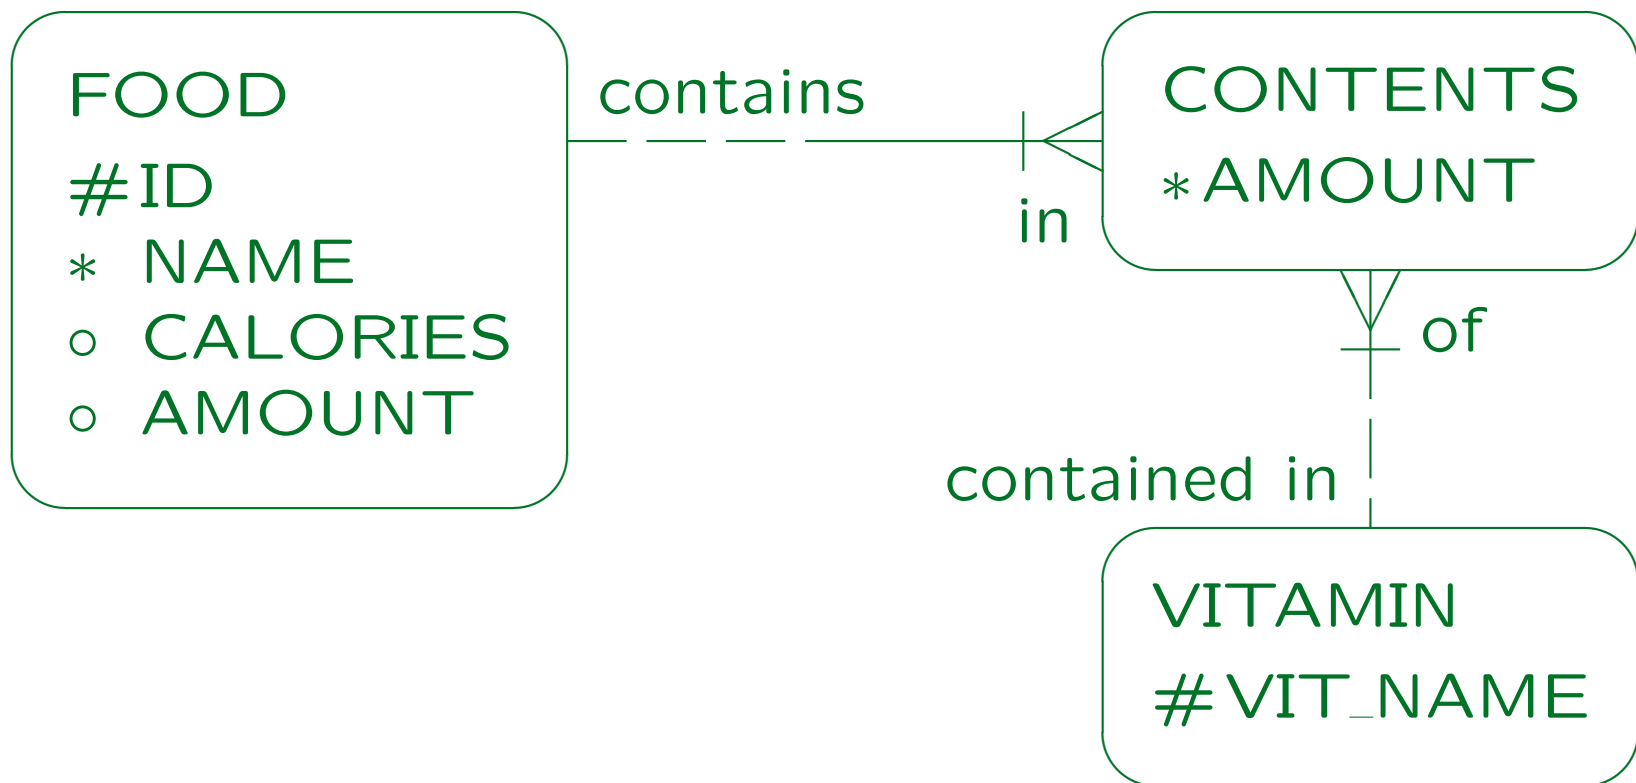 FOOD
#ID
* NAME
○ CALORIES
○ AMOUNT
contains
in
CONTENTS
*AMOUNT
of
contained in
VITAMIN
#VIT_NAME